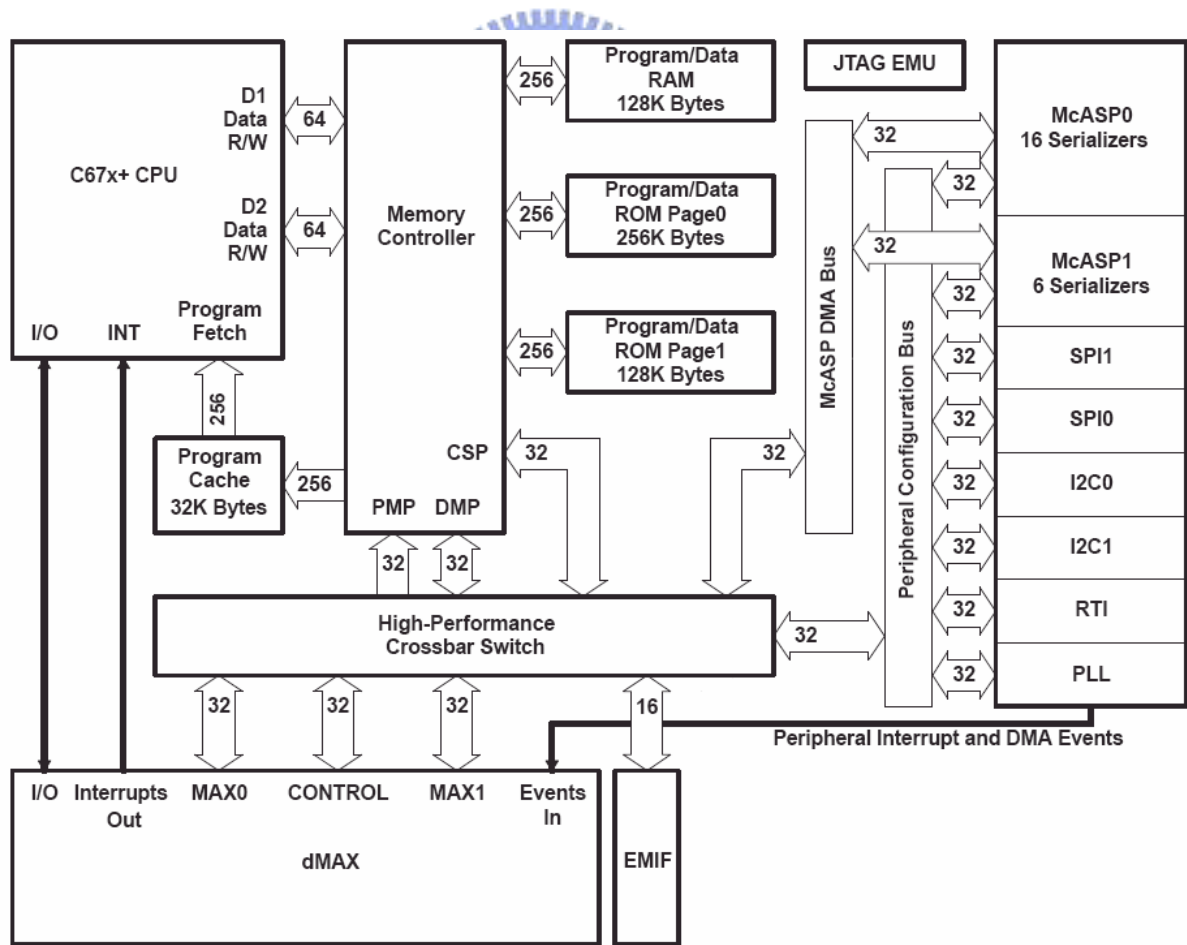 D1
Data
R/W
64
C67x+ CPU
D2
Data
R/W
64
Program
Fetch
I/O
INT
256
Program
Cache
32K Bytes
256
Memory
Controller
CSP
PMP
DMP
32
32
32
256
Program/Data
RAM
128K Bytes
256
Program/Data
ROM Page0
256K Bytes
256
Program/Data
ROM Page1
128K Bytes
JTAG EMU
McASP DMA Bus
Peripheral Configuration Bus
32
32
32
32
32
32
32
32
32
32
32
32
McASP0
16 Serializers
McASP1
6 Serializers
SPI1
SPI0
I2C0
I2C1
RTI
PLL
High-Performance
Crossbar Switch
32
32
32
16
Peripheral Interrupt and DMA Events
I/O
Interrupts
Out
MAX0
CONTROL
MAX1
Events
In
dMAX
EMIF